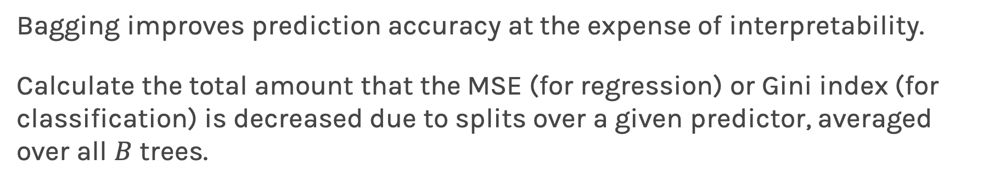 Bagging improves prediction accuracy at the expense of interpretability.
Calculate the total amount that the MSE (for regression) or Gini index (for
classification) is decreased due to splits over a given predictor, averaged
over all B trees.